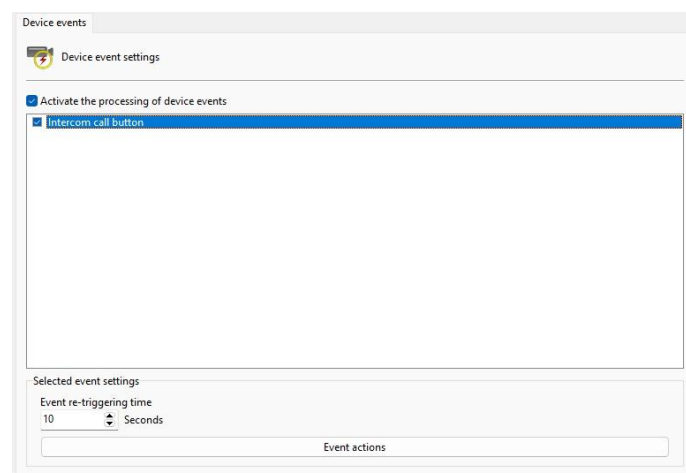 Device events
Device event settings
Activate the processing of device events
Intercom call button
Selected event settings
Event re-triggering time
10 Seconds
Event actions